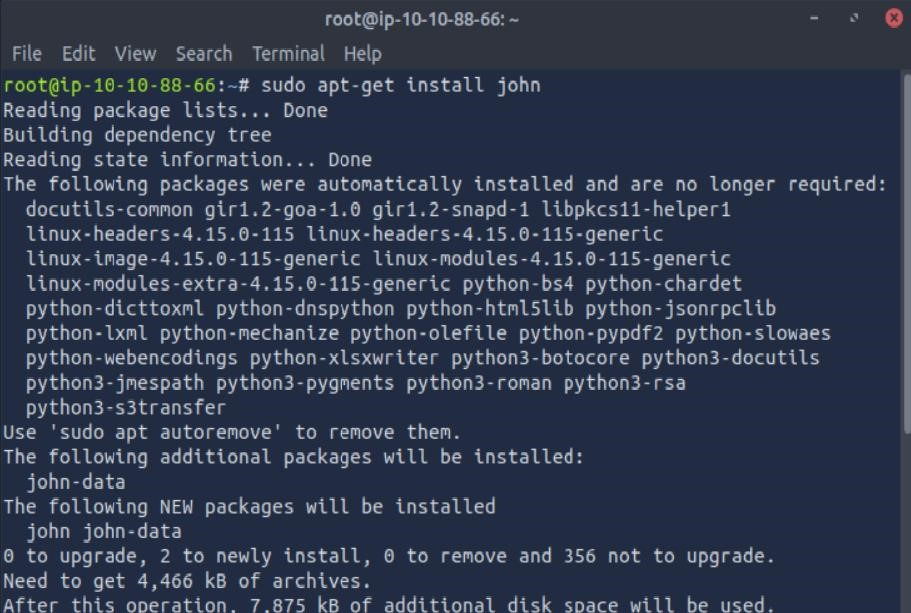 root@ip-10-10-88-66: ~
File Edit View Search Terminal Help
root@ip-10-10-88-66:~# sudo apt-get install john
Reading package lists... Done
Building dependency tree
Reading state information... Done
The following packages were automatically installed and are no longer required:
docutils-common gir1.2-goa-1.0 gir1.2-snapd-1 libpkcs11-helper1
linux-headers-4.15.0-115 linux-headers-4.15.0-115-generic
linux-image-4.15.0-115-generic linux-modules-4.15.0-115-generic
linux-modules-extra-4.15.0-115-generic python-bs4 python-chardet
python-dicttoxml python-dnspython python-html5lib python-jsonrpclib
python-lxml python-mechanize python-olefile python-pypdf2 python-slowaes
python-webencodings python-xlsxwriter python3-botocore python3-docutils
python3-jmespath python3-pygments python3-roman python3-rsa
python3-s3transfer
Use 'sudo apt autoremove' to remove them.
The following additional packages will be installed:
john-data
The following NEW packages will be installed
john john-data
0 to upgrade, 2 to newly install, 0 to remove and 356 not to upgrade.
Need to get 4,466 kB of archives.
After this operation, 7,875 kB of additional disk space will be used.